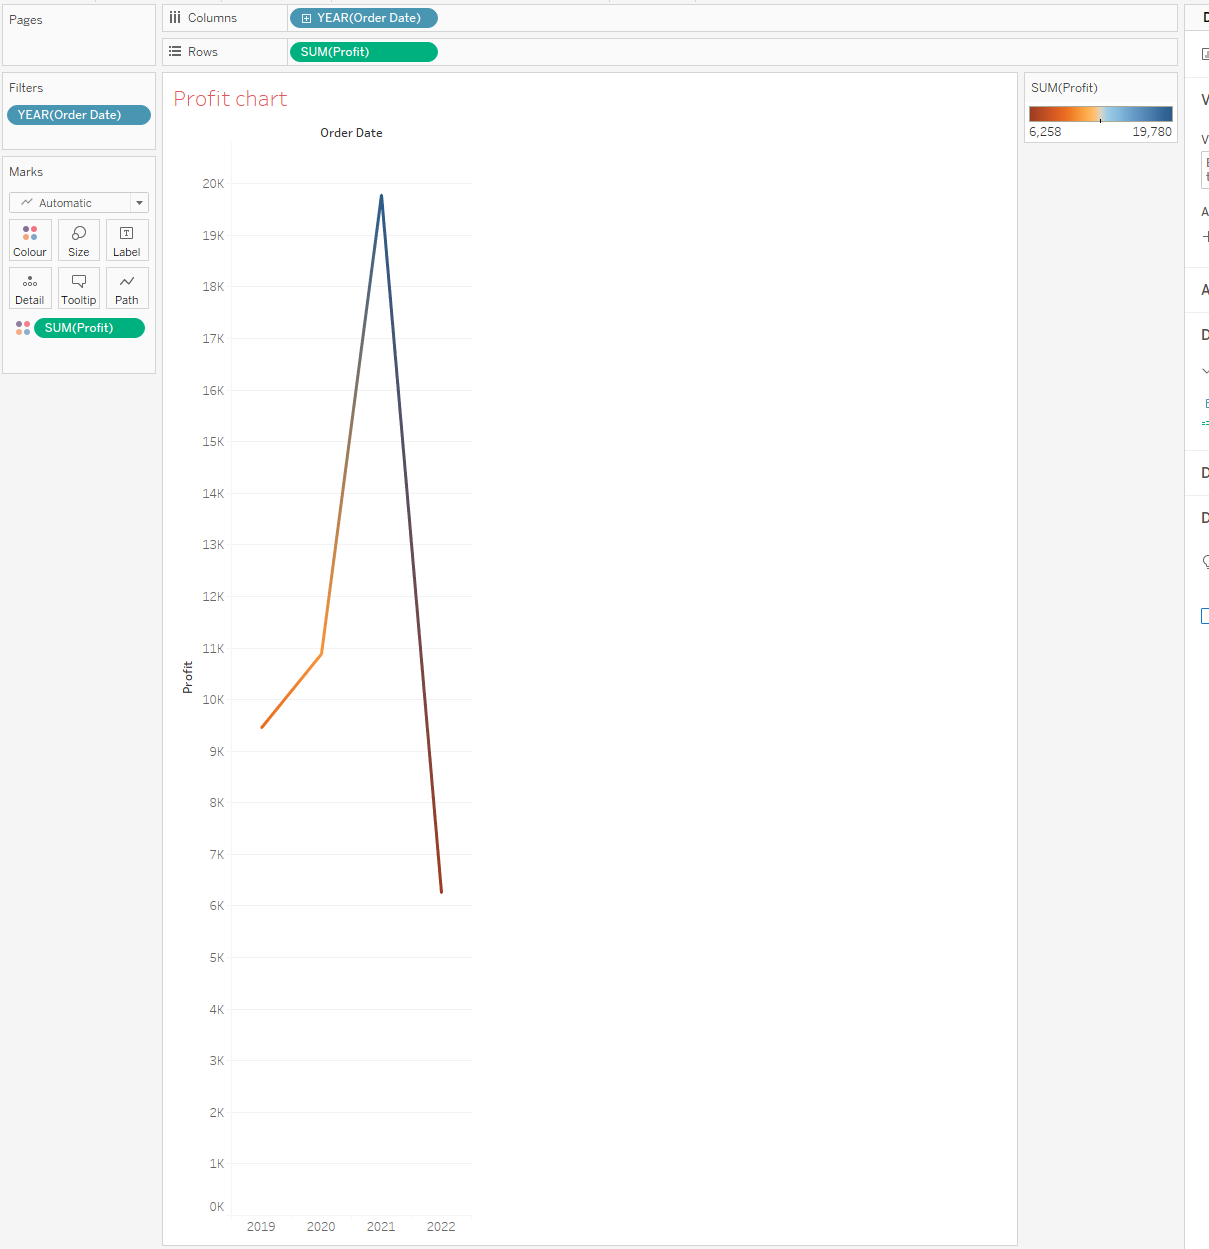 Pages
Columns
YEAR(Order Date)
Rows
SUM(Profit)
Filters
YEAR(Order Date)
Marks
Automatic
Colour
Size
Label
Detail
Tooltip
Path
SUM(Profit)
Profit chart
Order Date
Profit
20K
19K
18K
17K
16K
15K
14K
13K
12K
11K
10K
9K
8K
7K
6K
5K
4K
3K
2K
1K
0K
2019 2020 2021 2022
SUM(Profit)
6,258 19,780